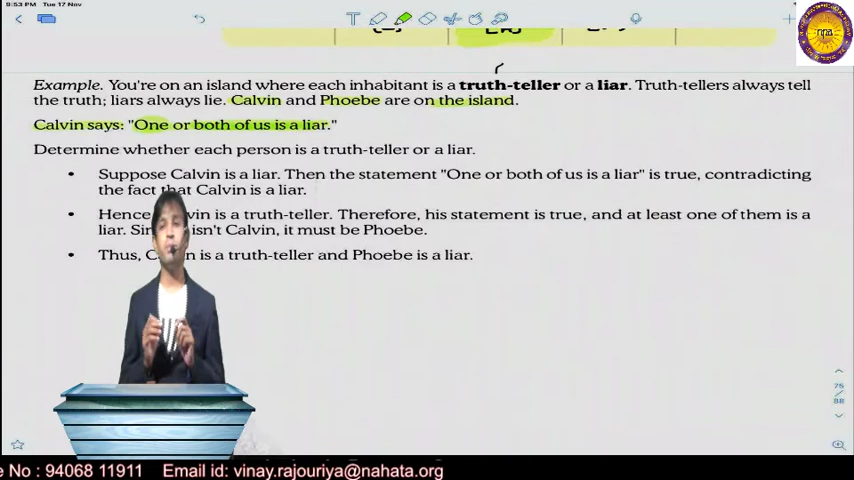 9:53 PM Tue 17 Nov
Example. You're on an island where each inhabitant is a truth-teller or a liar. Truth-tellers always tell
the truth; liars always lie. Calvin and Phoebe are on the island.
Calvin says: "One or both of us is a liar."
Determine whether each person is a truth-teller or a liar.
• Suppose Calvin is a liar. Then the statement "One or both of us is a liar" is true, contradicting
the fact that Calvin is a liar.
• Hence vin is a truth-teller. Therefore, his statement is true, and at least one of them is a
liar. Sin isn't Calvin, it must be Phoebe.
• Thus, C in is a truth-teller and Phoebe is a liar.
75
88
e No : 94068 11911 Email id: vinay.rajouriya@nahata.org